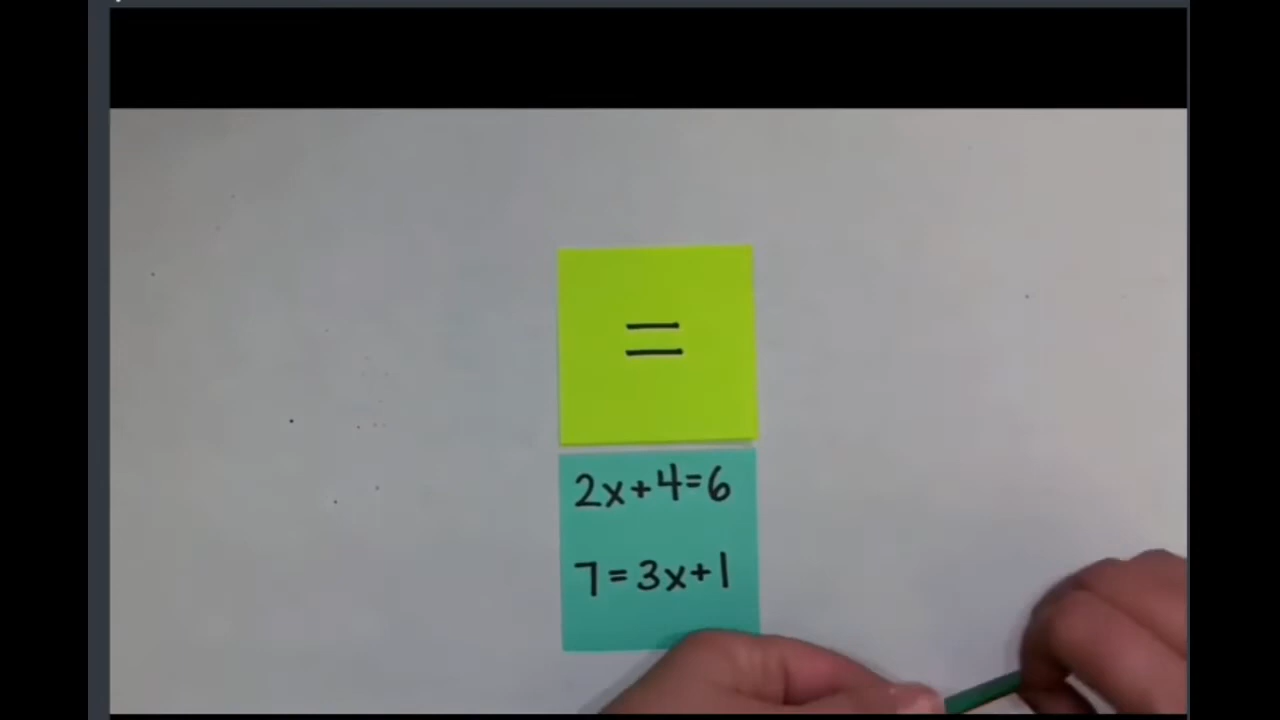 =
2x+4=6
7=3x+1